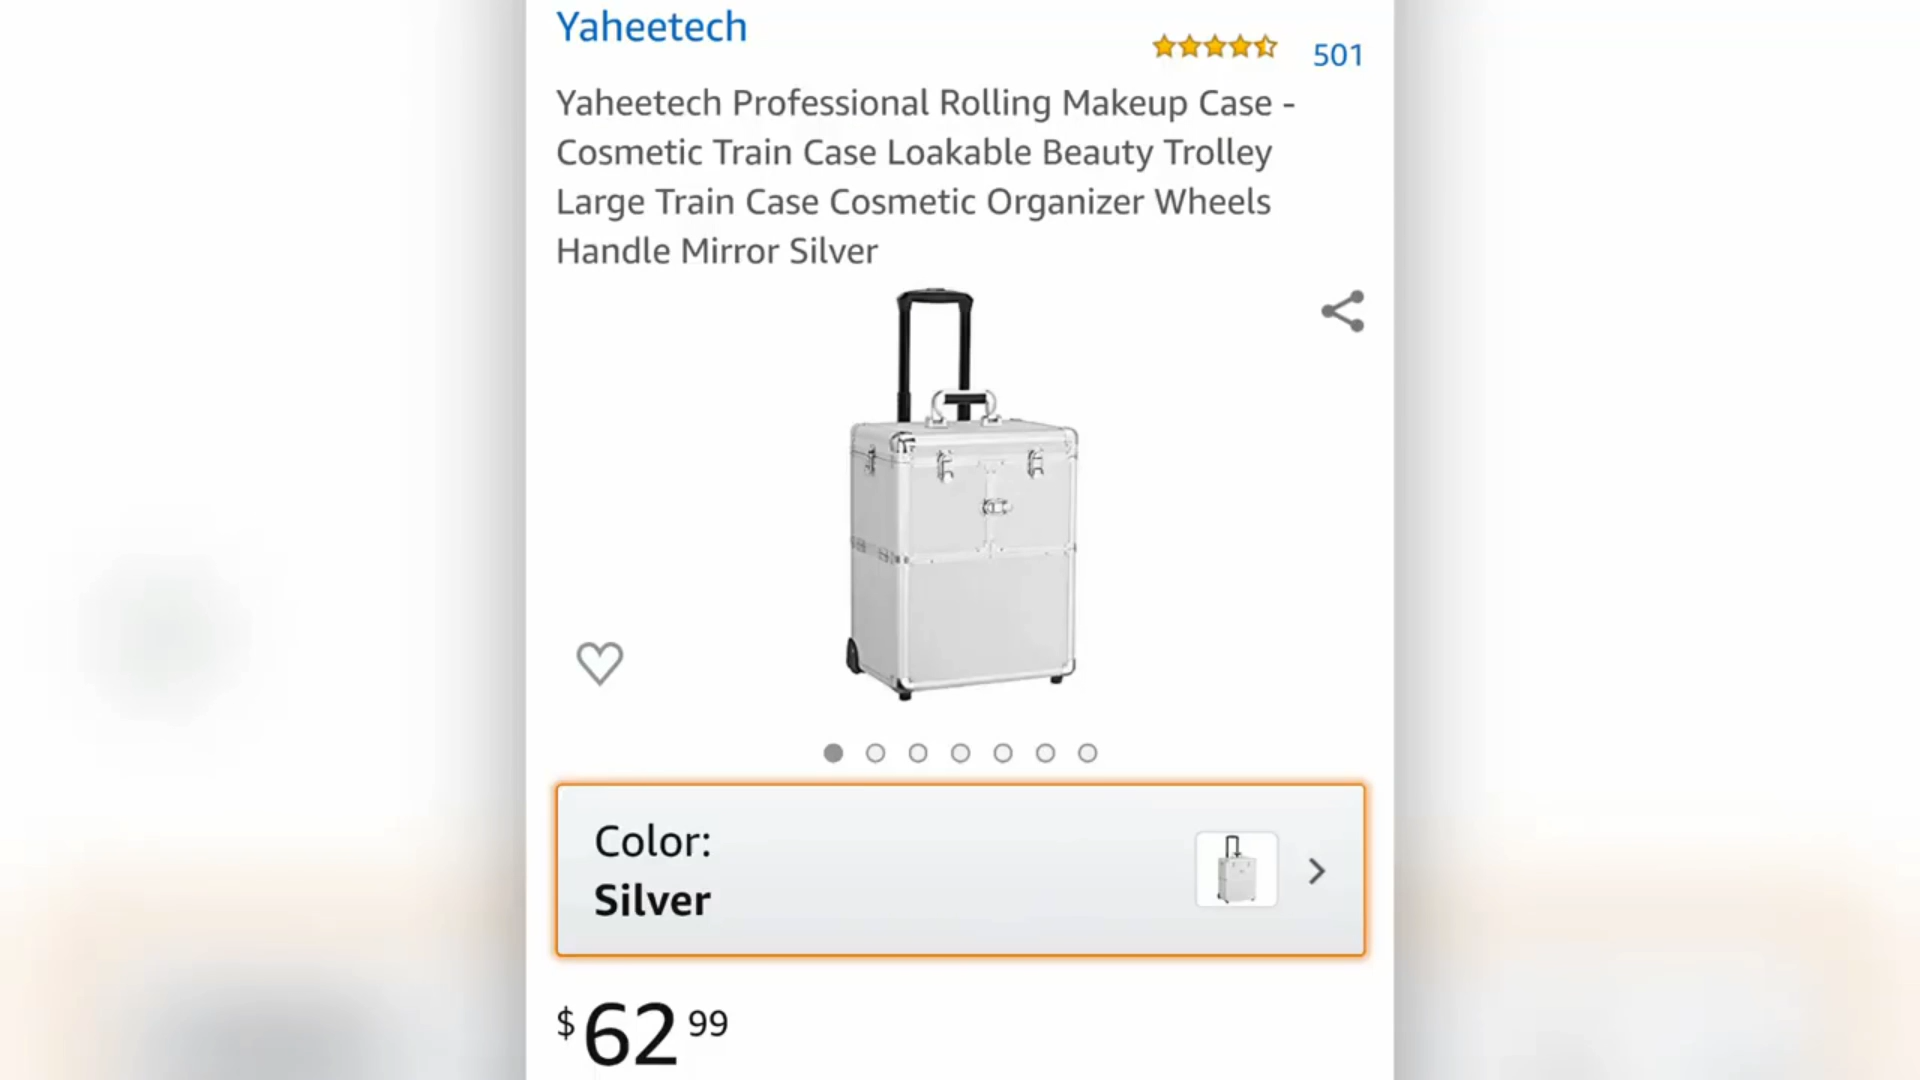 Yaheetech
501
Yaheetech Professional Rolling Makeup Case -
Cosmetic Train Case Loakable Beauty Trolley
Large Train Case Cosmetic Organizer Wheels
Handle Mirror Silver
Color:
Silver
$62 99